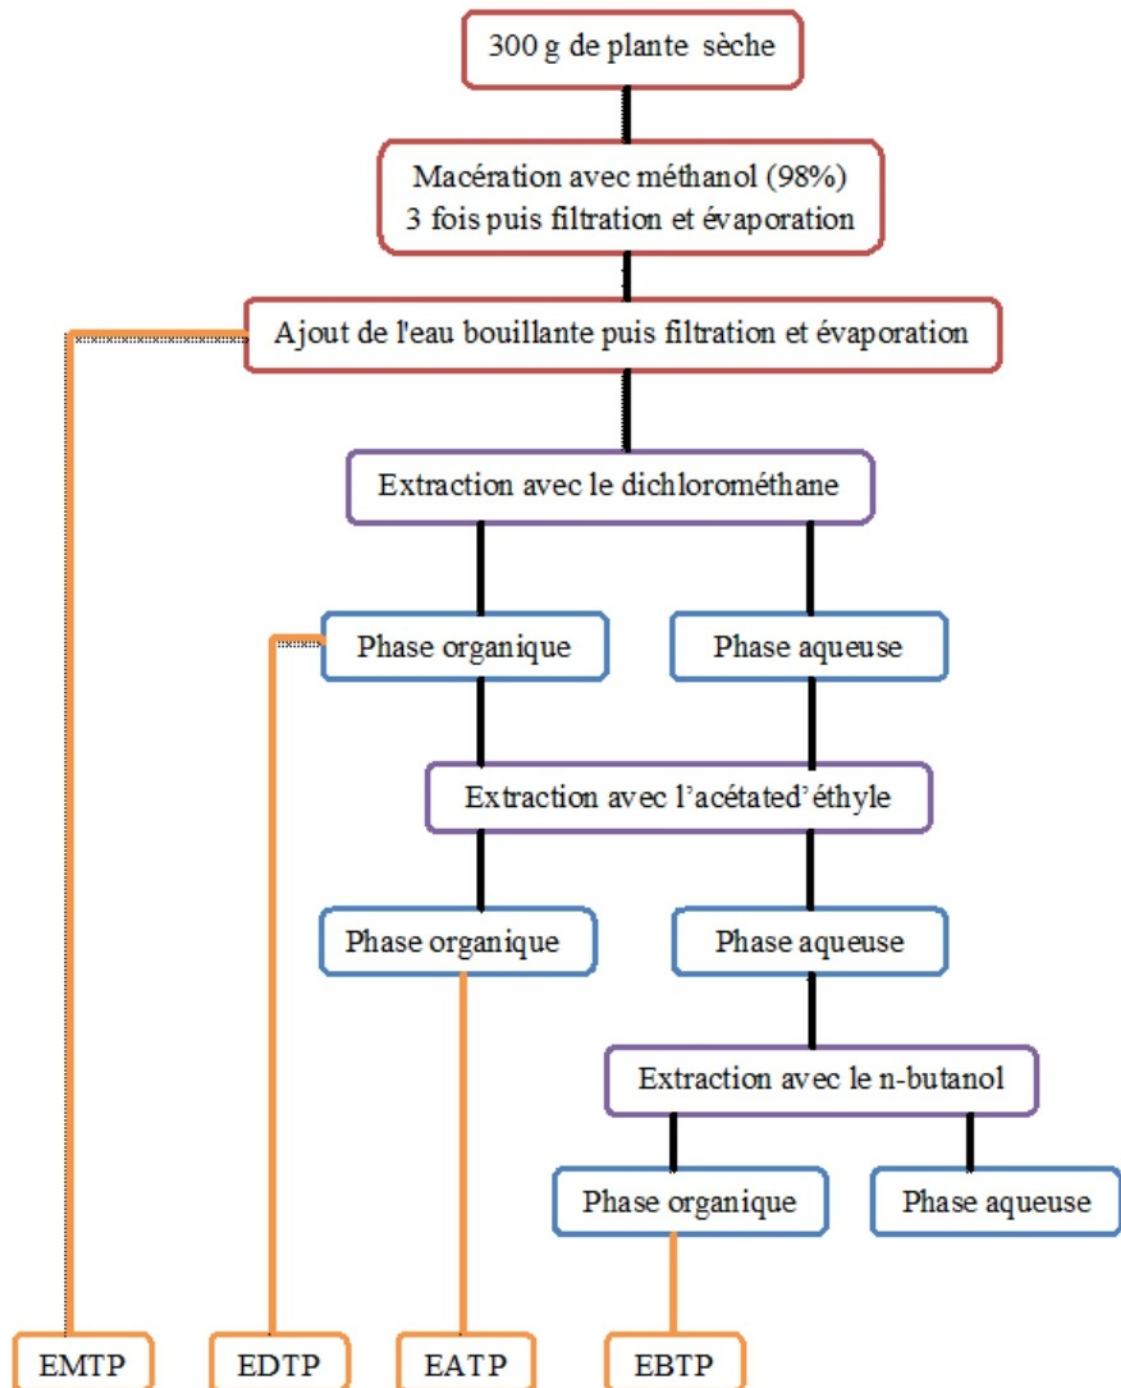 300 g de plante sèche
Macération avec méthanol (98%)
3 fois puis filtration et évaporation
Ajout de l'eau bouillante puis filtration et évaporation
Extraction avec le dichlorométhane
Phase organique
Phase aqueuse
Extraction avec l’acétated’éthyle
Phase organique
Phase aqueuse
Extraction avec le n-butanol
Phase organique
Phase aqueuse
EMTP
EDTP
EATP
EBTP